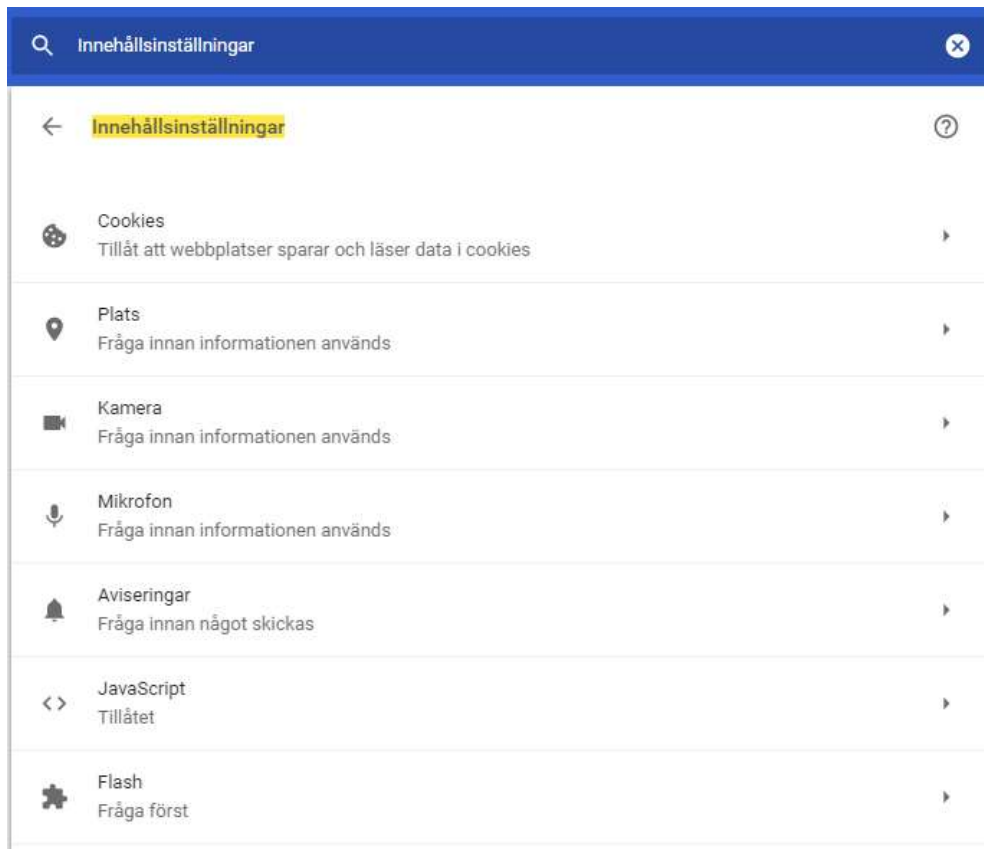 Innehållsinställningar
Innehållsinställningar
Cookies
Tillåt att webbplatser sparar och läser data i cookies
Plats
Fråga innan informationen används
Kamera
Fråga innan informationen används
Mikrofon
Fråga innan informationen används
Aviseringar
Fråga innan något skickas
JavaScript
Tillåtet
Flash
Fråga först